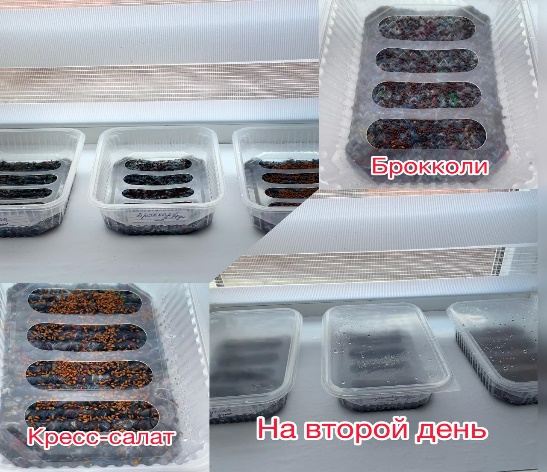 Брокколи
Кресс-салат
На второй день